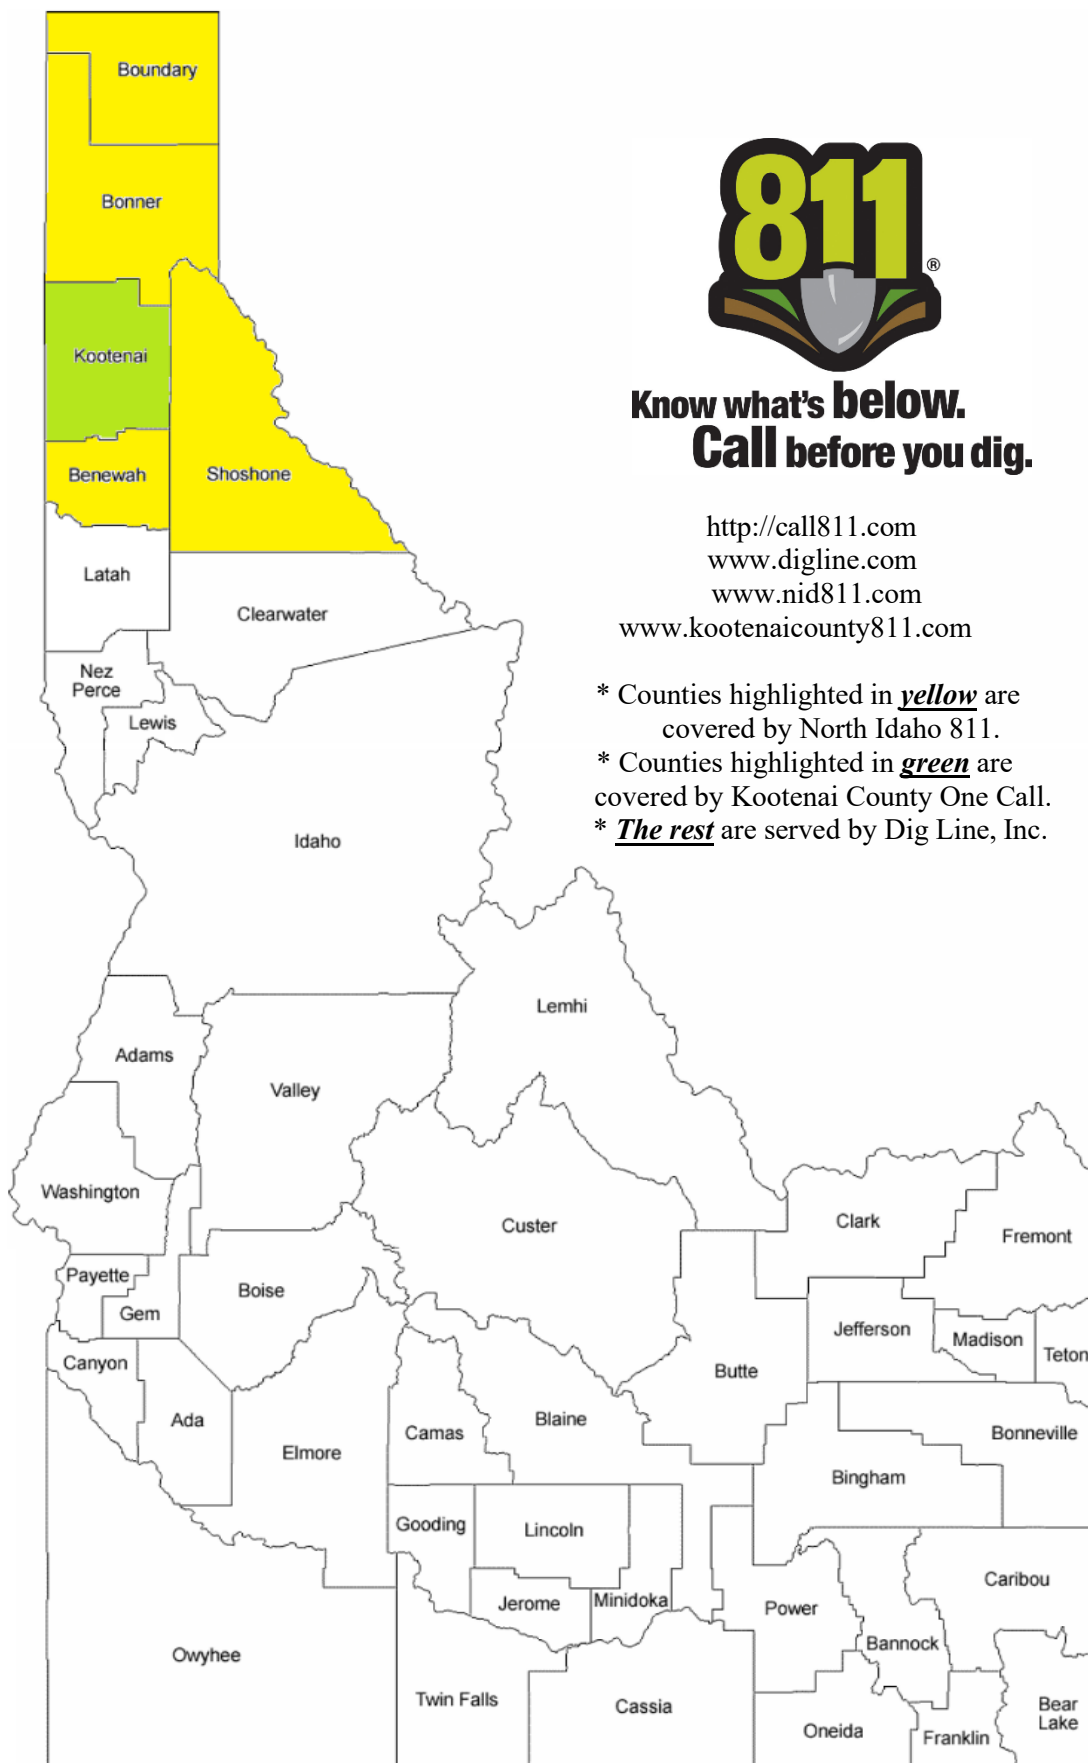 Boundary
Bonner
811®
Kootenai
Know what's below.
Call before you dig.
Benewah
Shoshone
http://call811.com
www.digline.com
www.nid811.com
www.kootenaicounty811.com
Latah
Clearwater
Nez
Perce
Lewis
* Counties highlighted in yellow are
covered by North Idaho 811.
* Counties highlighted in green are
covered by Kootenai County One Call.
* The rest are served by Dig Line, Inc.
Idaho
Lemhi
Adams
Valley
Washington
Custer
Clark
Fremont
Payette
Boise
Gem
Jefferson
Madison
Teton
Canyon
Butte
Ada
Camas
Blaine
Bonneville
Elmore
Bingham
Gooding
Lincoln
Caribou
Jerome
Minidoka
Power
Bannock
Owyhee
Twin Falls
Cassia
Bear
Lake
Oneida
Franklin